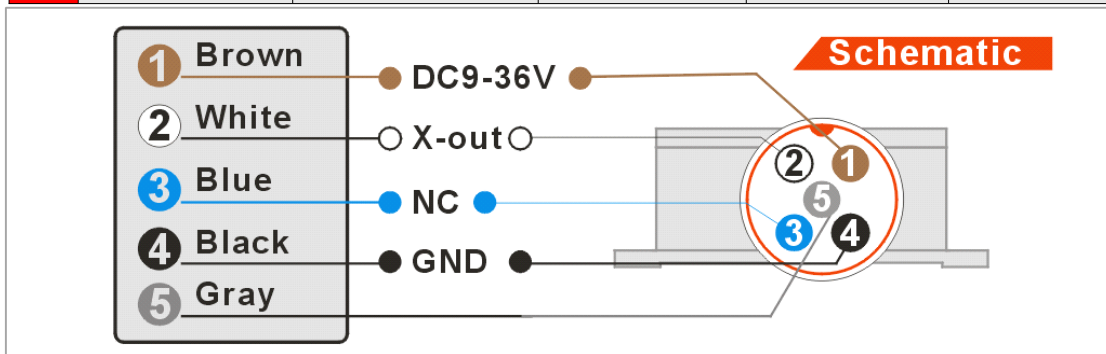 Schematic
1 Brown DC9-36V
2 White X-out
3 Blue NC
4 Black GND
5 Gray
2 1
5
3 4